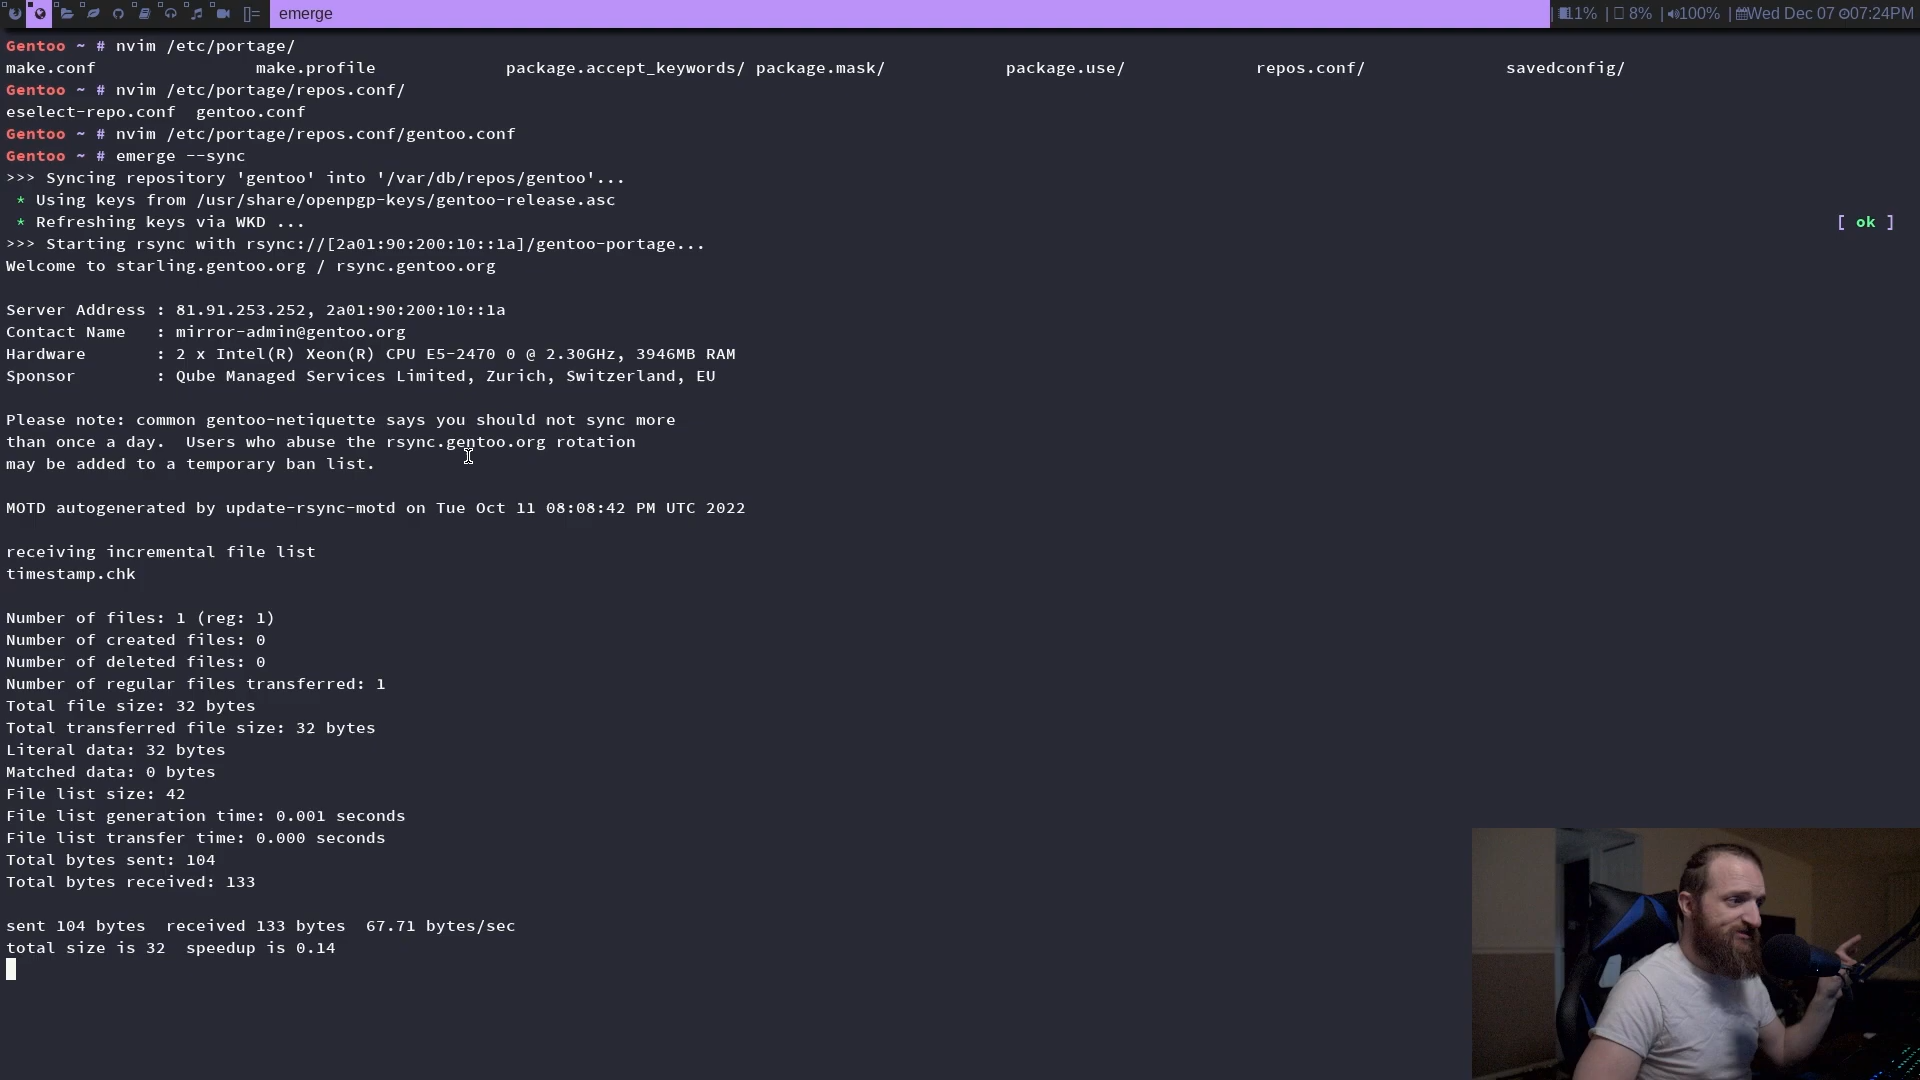 emerge
11% | 8% | 100% | Wed Dec 07 07:24PM
Gentoo ~ # nvim /etc/portage/
make.conf make.profile package.accept_keywords/ package.mask/ package.use/ repos.conf/ savedconfig/
Gentoo ~ # nvim /etc/portage/repos.conf/
eselect-repo.conf gentoo.conf
Gentoo ~ # nvim /etc/portage/repos.conf/gentoo.conf
Gentoo ~ # emerge --sync
>>> Syncing repository 'gentoo' into '/var/db/repos/gentoo'...
* Using keys from /usr/share/openpgp-keys/gentoo-release.asc
* Refreshing keys via WKD ... [ ok ]
>>> Starting rsync with rsync://[2a01:90:200:10::1a]/gentoo-portage...
Welcome to starling.gentoo.org / rsync.gentoo.org
Server Address : 81.91.253.252, 2a01:90:200:10::1a
Contact Name : mirror-admin@gentoo.org
Hardware : 2 x Intel(R) Xeon(R) CPU E5-2470 0 @ 2.30GHz, 3946MB RAM
Sponsor : Qube Managed Services Limited, Zurich, Switzerland, EU
Please note: common gentoo-netiquette says you should not sync more
than once a day. Users who abuse the rsync.gentoo.org rotation
may be added to a temporary ban list.
MOTD autogenerated by update-rsync-motd on Tue Oct 11 08:08:42 PM UTC 2022
receiving incremental file list
timestamp.chk
Number of files: 1 (reg: 1)
Number of created files: 0
Number of deleted files: 0
Number of regular files transferred: 1
Total file size: 32 bytes
Total transferred file size: 32 bytes
Literal data: 32 bytes
Matched data: 0 bytes
File list size: 42
File list generation time: 0.001 seconds
File list transfer time: 0.000 seconds
Total bytes sent: 104
Total bytes received: 133
sent 104 bytes received 133 bytes 67.71 bytes/sec
total size is 32 speedup is 0.14